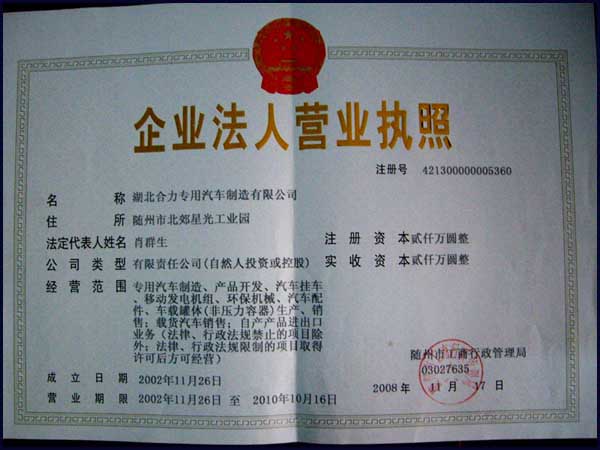 企业法人营业执照
注册号 421300000005360
名称 湖北合力专用汽车制造有限公司
住所 随州市北郊星光工业园
法定代表人姓名 肖群生
注册资本 贰仟万圆整
公司类型 有限责任公司(自然人投资或控股)
实收资本 贰仟万圆整
经营范围 专用汽车制造、产品开发、汽车挂车
、移动发电机组、环保机械、汽车配
件、车载罐体(非压力容器)生产、销
售；载货汽车销售；自产产品进出口
业务(法律、行政法规禁止的项目除
外；法律、行政法规限制的项目取得
许可后方可经营)
随州市工商行政管理局
03027635
成立日期 2002年11月26日
2008年 11月 17日
营业期限 2002年11月26日 至 2010年10月16日